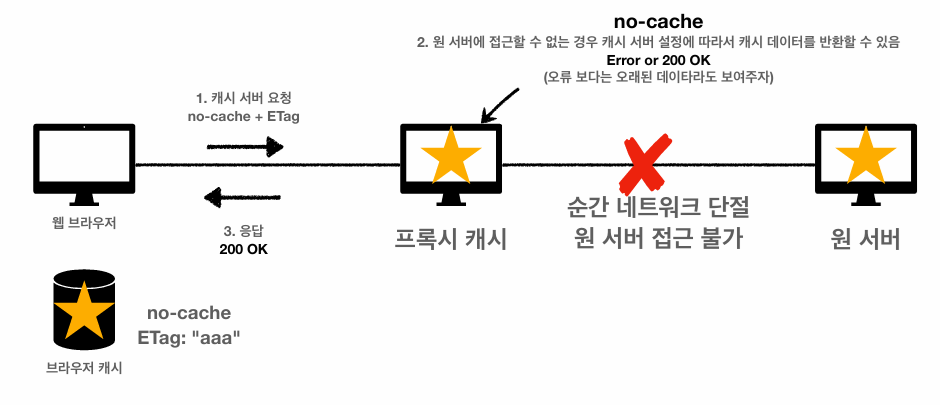 no-cache
2. 원 서버에 접근할 수 없는 경우 캐시 서버 설정에 따라서 캐시 데이터를 반환할 수 있음
Error or 200 OK
(오류 보다는 오래된 데이타라도 보여주자)
1. 캐시 서버 요청
no-cache + ETag
웹 브라우저
3. 응답
200 OK
프록시 캐시
순간 네트워크 단절
원 서버 접근 불가
원 서버
no-cache
ETag: "aaa"
브라우저 캐시